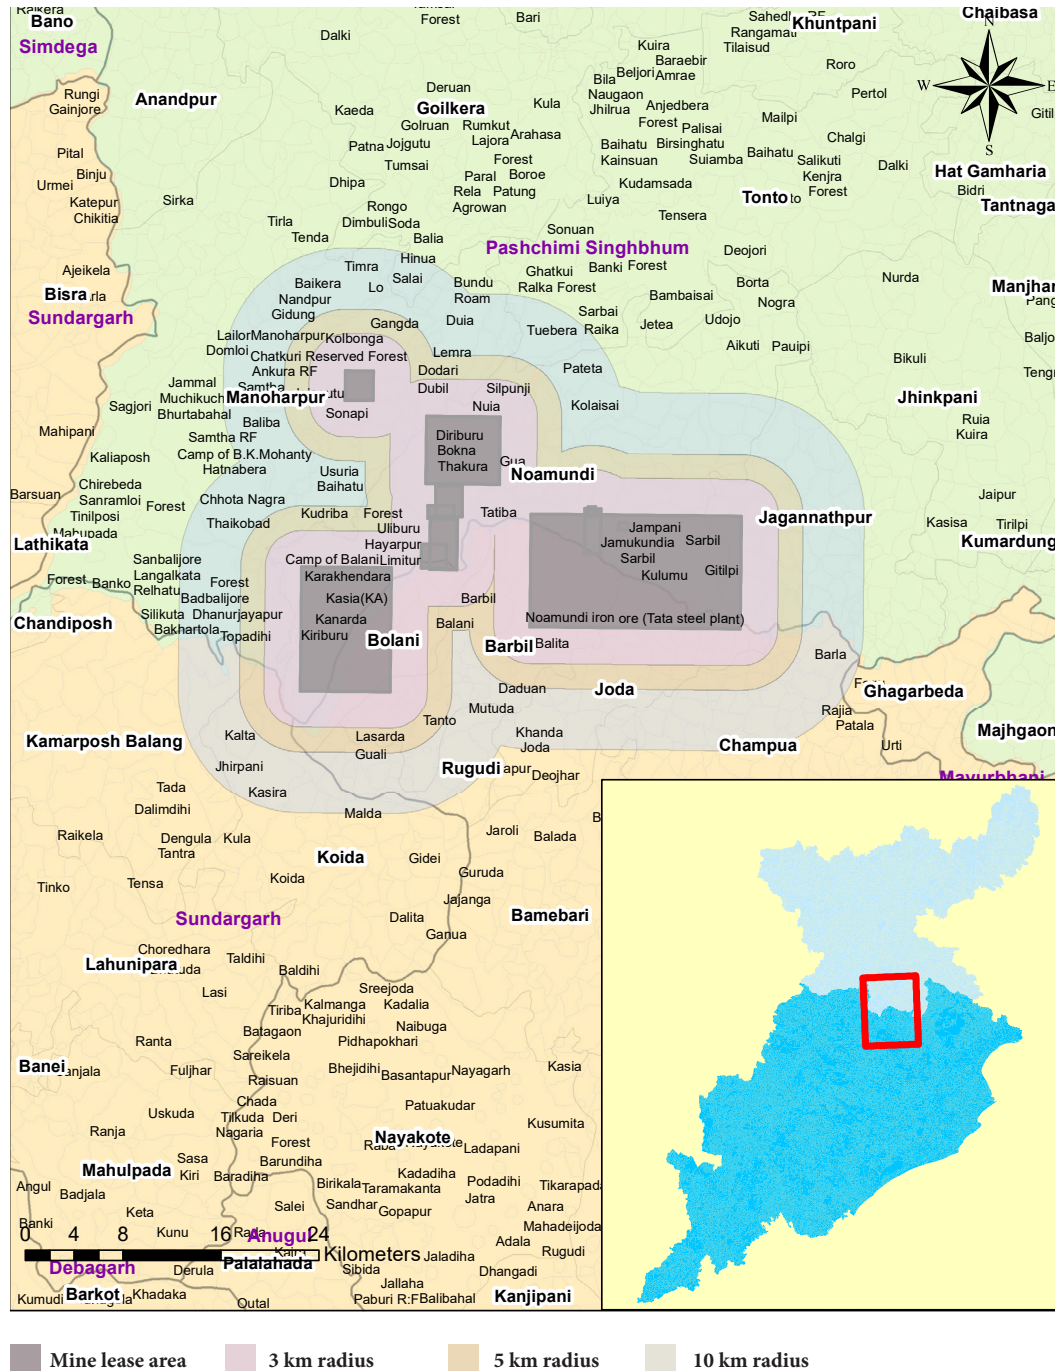 Raikera
Bano
Simdega
Forest
Bari
Dalki
Khuntpani
Chaibasa
Rangamati
Tilaisud
Kuira
Baraebir
Beljori
Amrae
Bila
Naugaon
Jhilrua
Roro
Pertol
N
W
E
S
Rungi
Gainjore
Anandpur
Deruan
Goilkera
Kaeda
Kula
Anjedbera
Forest
Palisai
Mailpi
Chalgi
Golruan
Rumkut
Lajora
Arahasa
Patna
Jojgutu
Tumsai
Forest
Boroe
Baihatu
Kainsuan
Birsinghatu
Suiamba
Baihatu
Salikuti
Kenjra
Forest
Dalki
Hat Gamharia
Bidri
Tantnaga
Pital
Binju
Urmei
Katepur
Chikitia
Sirka
Dhipa
Paral
Rela
Patung
Agrowan
Kudamsada
Luiya
Tonto
Tensera
Rongo
Dimbuli
Soda
Tirla
Tenda
Balia
Sonuan
Pashchimi Singhbhum
Deojori
Ajeikela
Bisra
Sundargarh
Hinua
Timra
Salai
Lo
Baikera
Nandpur
Gidung
Bundu
Roam
Ghatkui
Banki
Forest
Ralka Forest
Borta
Nogra
Nurda
Manjhar
Bambaisai
Sarbai
Raika
Tuebera
Jetea
Udojo
Aikuti
Pauipi
Bikuli
Baljo
Tengr
Gangda
Duia
Lailor
Manoharpur
Kolbonga
Domloi
Chatkuri Reserved Forest
Ankura RF
Lemra
Dodari
Pateta
Jammal
Muchikuch
Bhurtabahal
Samtha
Manoharpur
Dubil
Silpunji
Nuia
Kolaisai
Jhinkpani
Ruia
Kuira
Sagjori
Sonapi
Baliba
Mahipani
Kaliaposh
Samtha RF
Camp of B.K.Mohanty
Hatnabera
Diriburu
Bokna
Thakura
Gua
Noamundi
Usuria
Baihatu
Chirebeda
Sanramloi
Tinilposi
Forest
Barsuan
Mahupada
Lathikata
Chhota Nagra
Thaikobad
Kudriba
Forest
Uliburu
Hayarpur
Tatiba
Jagannathpur
Jaipur
Kasisa
Tirilpi
Kumardung
Jampani
Jamukundia
Sarbil
Sarbil
Kulumu
Gitilpi
Sanbalijore
Langalkata
Relhatu
Forest
Banko
Forest
Badbalijore
Camp of Balani
Limitur
Karakhendara
Kasia(KA)
Kanarda
Kiriburu
Bolani
Barbil
Balani
Chandiposh
Silikuta
Bakhartola
Dhanurjayapur
Topadihi
Noamundi iron ore (Tata steel plant)
Barbil
Balita
Barla
Daduan
Joda
Ghagarbeda
Mutuda
Rajia
Patala
Urti
Majhgaon
Tanto
Kamarposh Balang
Kalta
Lasarda
Guali
Khanda
Joda
Champua
Jhirpani
Rugudi
apur
Deojhar
Mayurbhanj
Kasira
Tada
Dalimdihi
Malda
Raikela
Dengula
Tantra
Kula
Jaroli
Balada
Koida
Gidei
Tinko
Tensa
Koida
Guruda
Jajanga
Sundargarh
Dalita
Bamebari
Ganua
Choredhara
Lahunipara
Taldihi
Baldihi
Lasi
Sreejoda
Kalmanga
Kadalia
Tiriba
Khajuridihi
Batagaon
Naibuga
Pidhapokhari
Ranta
Sareikela
Banei
Fuljhar
Raisuan
Bhejidihi
Basantapur
Nayagarh
Kasia
Chada
Uskuda
Tilkuda
Deri
Nagaria
Patuakudar
Kusumita
Ranja
Forest
Nayakote
Ladapani
Sasa
Kiri
Barundiha
Baradiha
Mahulpada
Angul
Badjala
Kadadiha
Birikala
Taramakanta
Podadihi
Jatra
Tikarapada
Salei
Sandhar
Gopapur
Anara
Mahadeijoda
Keta
Banki
Kunu
Anugul
Adala
Rugudi
0 4 8 16 24
Kilometers
Jaladiha
Debagarh
Derula
Palalahada
Sibida
Dhangadi
Barkot
Kumudi
Khadaka
Jallaha
Outal
Paburi R:F
Balibahal
Kanjipani
Mine lease area
3 km radius
5 km radius
10 km radius